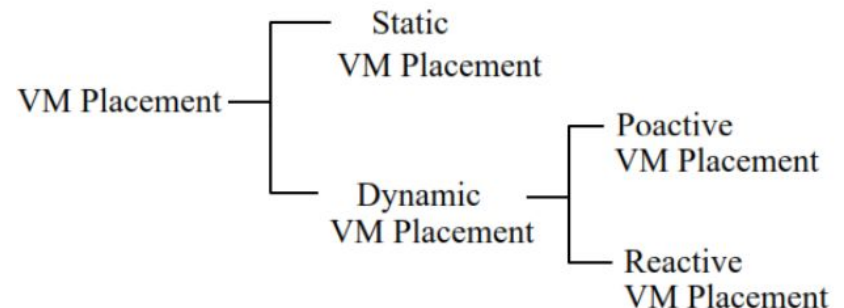 Static
VM Placement
VM Placement
Poactive
VM Placement
Dynamic
VM Placement
Reactive
VM Placement